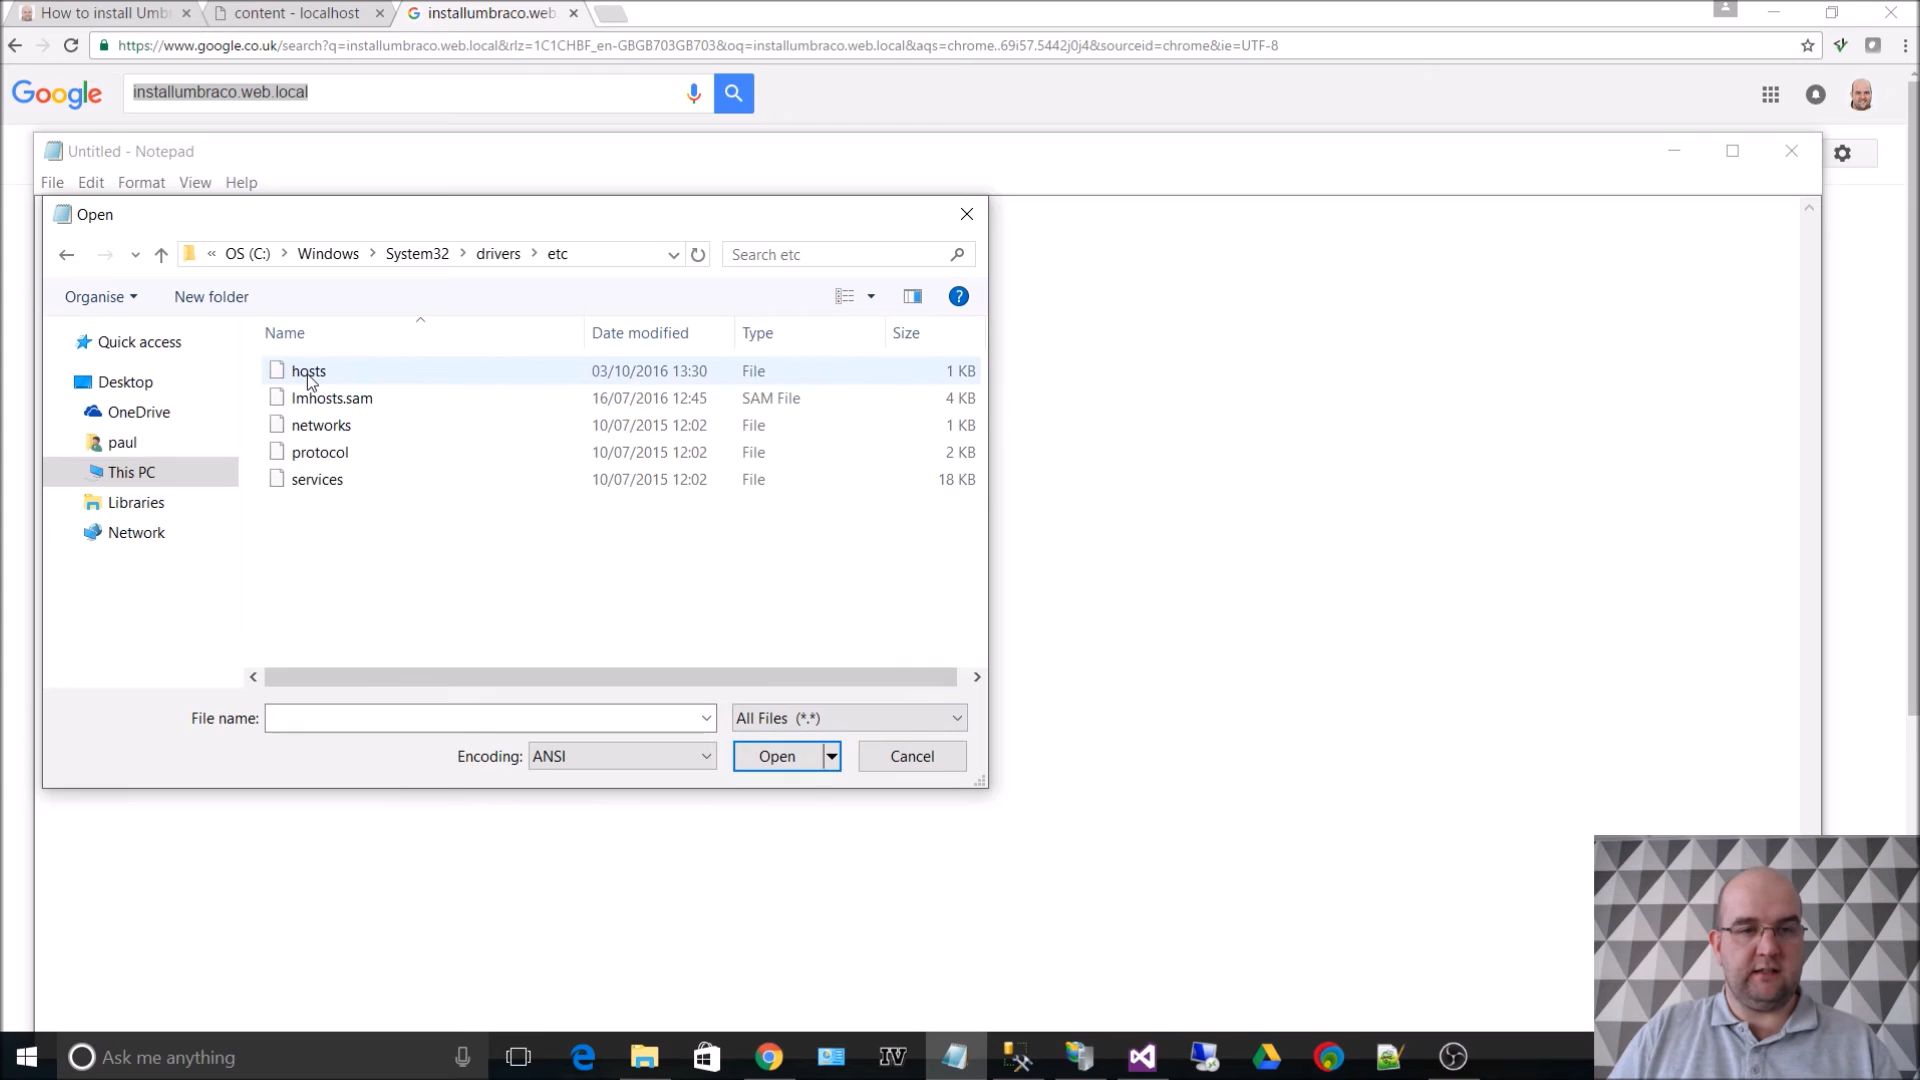 How to install Umb
content - localhost
installumbraco.web.
https://www.google.co.uk/search?q=installumbraco.web.local&rlz=1C1CHBF_en-GBGB703GB703&oq=installumbraco.web.local&aqs=chrome..69i57.5442j0j4&sourceid=chrome&ie=UTF-8
Google
installumbraco.web.local
Untitled - Notepad
File Edit Format View Help
Open
« OS (C:) > Windows > System32 > drivers > etc
Search etc
Organise New folder
Name Date modified Type Size
Quick access
Desktop
OneDrive
paul
This PC
Libraries
Network
hosts 03/10/2016 13:30 File 1 KB
lmhosts.sam 16/07/2016 12:45 SAM File 4 KB
networks 10/07/2015 12:02 File 1 KB
protocol 10/07/2015 12:02 File 2 KB
services 10/07/2015 12:02 File 18 KB
File name:
All Files (*.*)
Encoding: ANSI
Open
Cancel
Ask me anything
IV